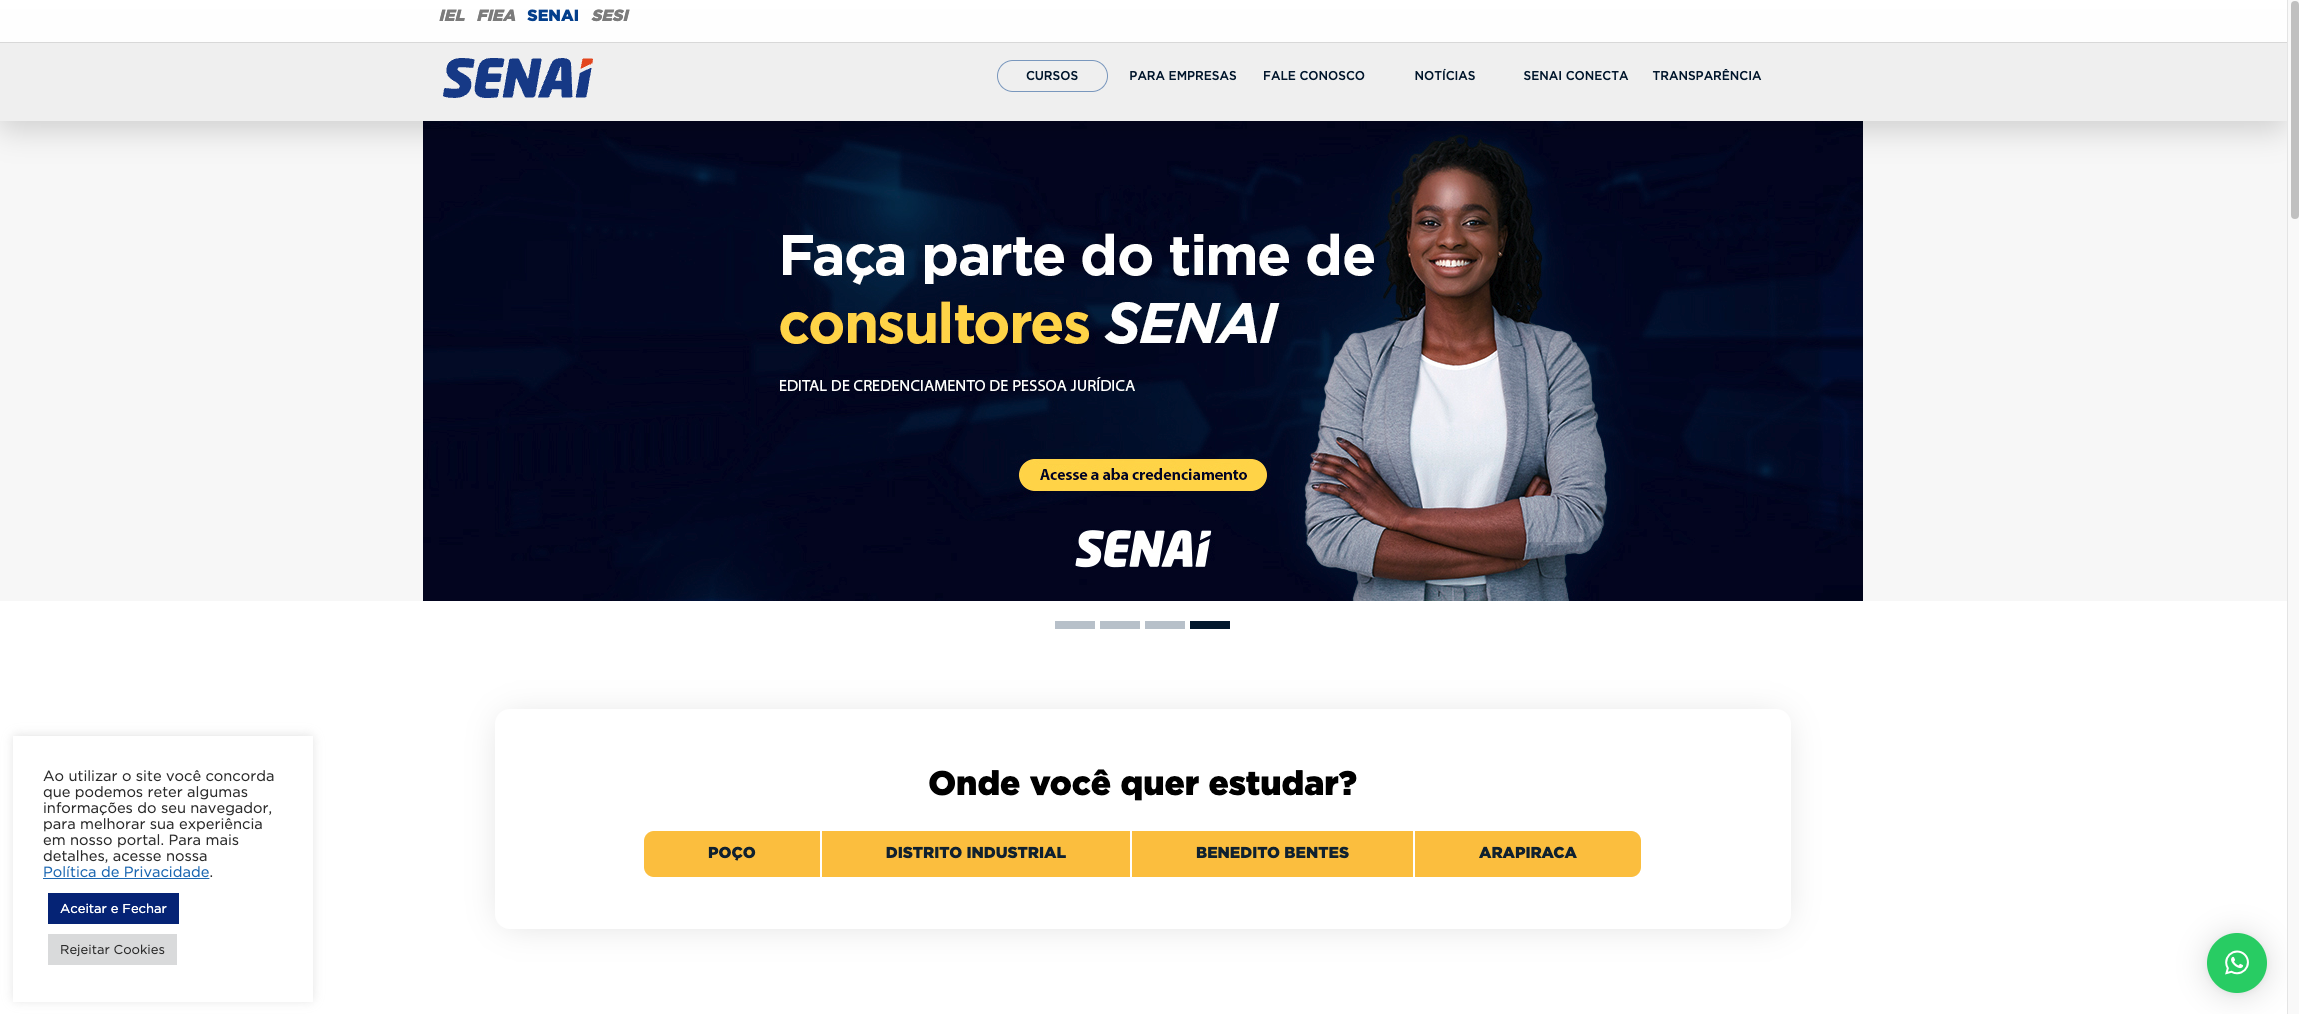 IEL FIEA SENAI SESI
SENAI
CURSOS PARA EMPRESAS FALE CONOSCO NOTÍCIAS SENAI CONECTA TRANSPARÊNCIA
Faça parte do time de
consultores SENAI
EDITAL DE CREDENCIAMENTO DE PESSOA JURÍDICA
Acesse a aba credenciamento
SENAI
Onde você quer estudar?
POÇO DISTRITO INDUSTRIAL BENEDITO BENTES ARAPIRACA
Ao utilizar o site você concorda
que podemos reter algumas
informações do seu navegador,
para melhorar sua experiência
em nosso portal. Para mais
detalhes, acesse nossa
Política de Privacidade.
Aceitar e Fechar
Rejeitar Cookies